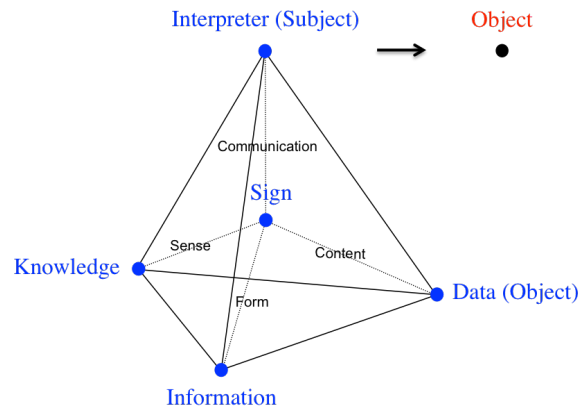 Interpreter (Subject)
Object
Communication
Sign
Sense
Content
Knowledge
Data (Object)
Form
Information